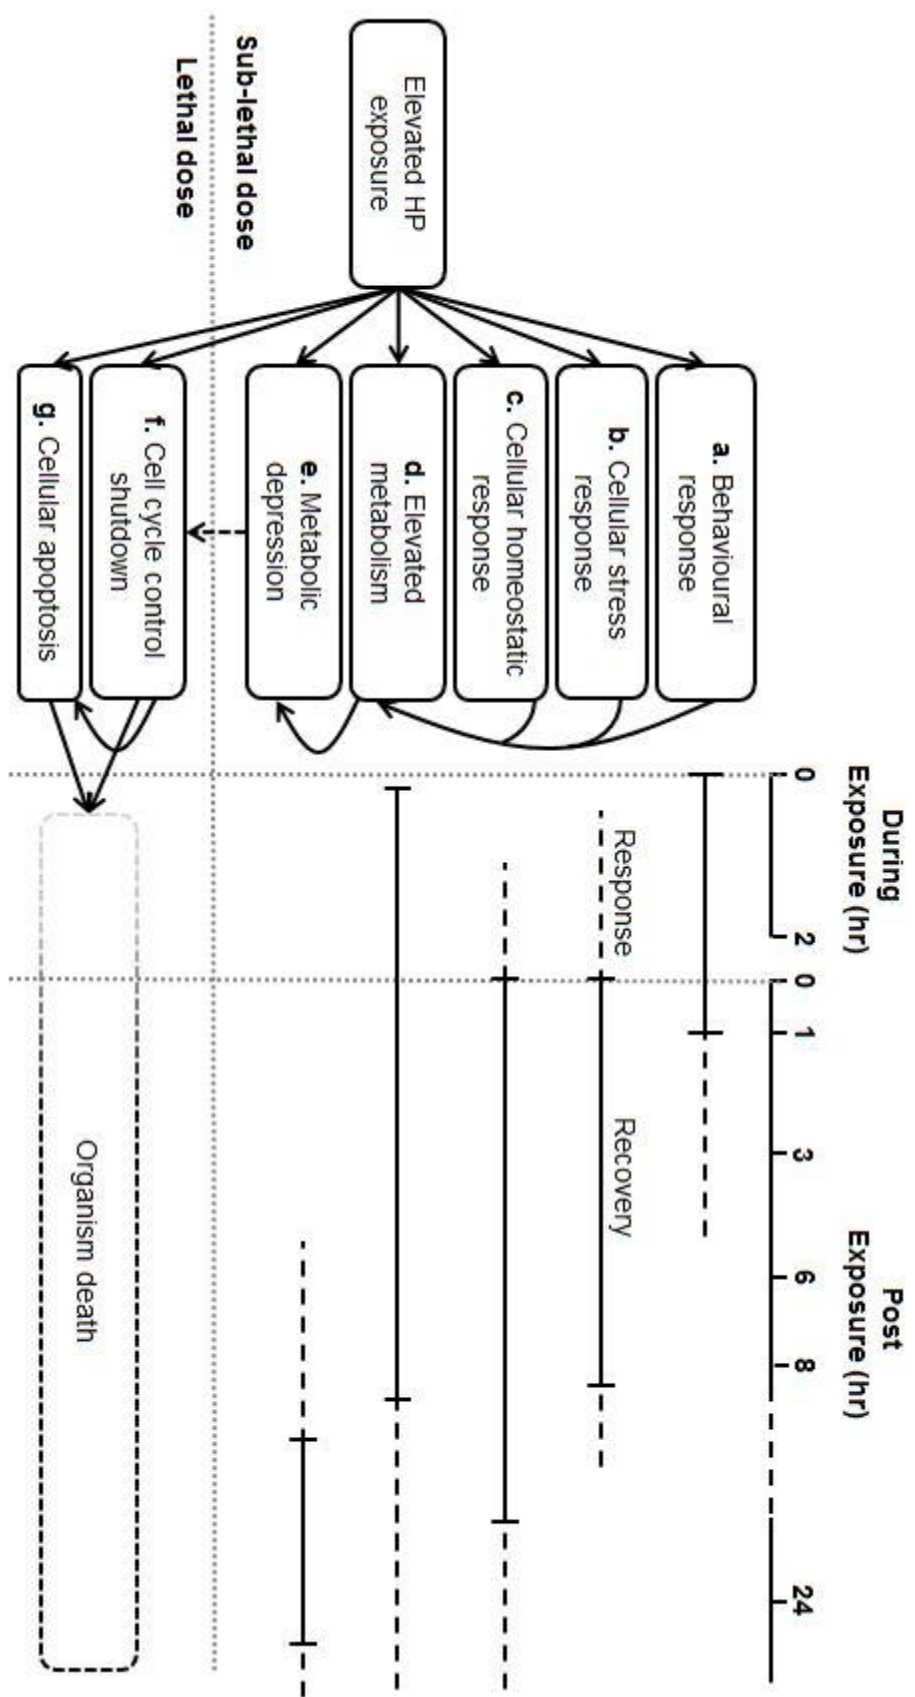 During
Exposure (hr)
Post
Exposure (hr)
0
2
0
1
3
6
8
24
Elevated HP
exposure
a. Behavioural
response
b. Cellular stress
response
c. Cellular homeostatic
response
d. Elevated
metabolism
e. Metabolic
depression
Response
Recovery
Sub-lethal dose
Lethal dose
f. Cell cycle control
shutdown
g. Cellular apoptosis
Organism death